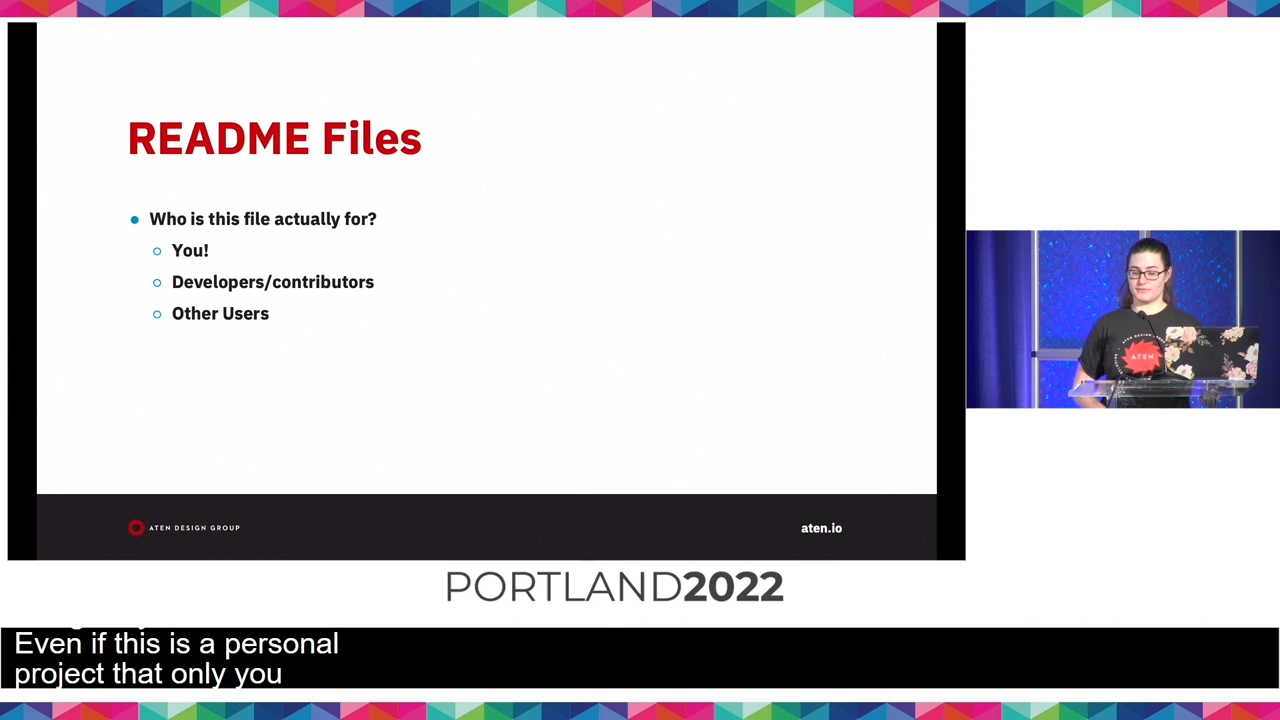 README Files
Who is this file actually for?
You!
Developers/contributors
Other Users
ATEN DESIGN GROUP
aten.io
ATEN
PORTLAND2022
Even if this is a personal
project that only you